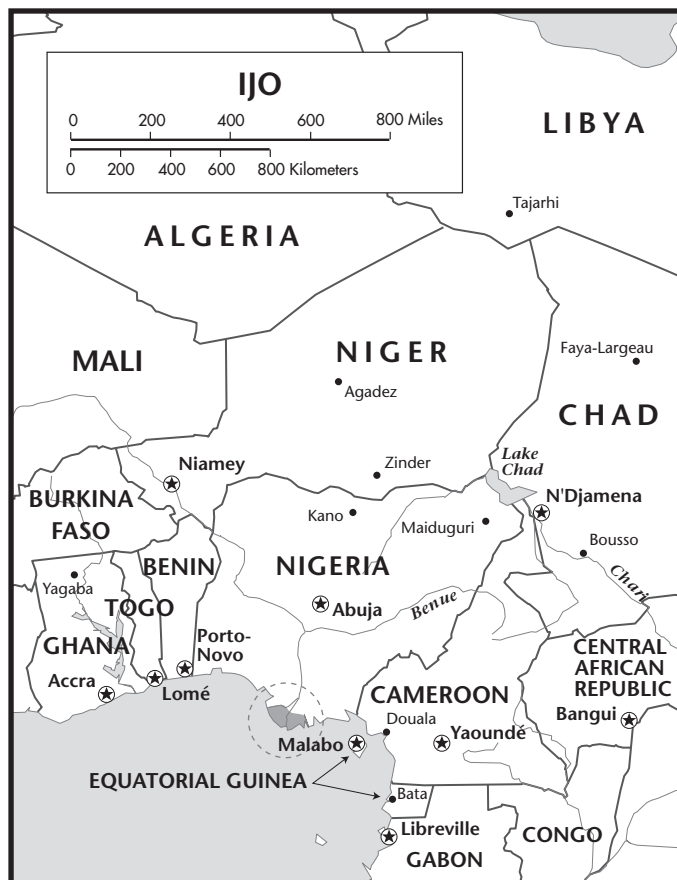 IJO
0 200 400 600 800 Miles
0 200 400 600 800 Kilometers
LIBYA
Tajarhi
ALGERIA
MALI
NIGER
Faya-Largeau
Agadez
CHAD
Niamey
Zinder
Lake
Chad
N'Djamena
BURKINA
FASO
Kano
Maiduguri
Bousso
BENIN
NIGERIA
Yagaba
Chari
TOGO
Abuja
Benue
GHANA
Porto-
Novo
CENTRAL
AFRICAN
REPUBLIC
Accra
Lomé
CAMEROON
Bangui
Douala
Malabo
Yaoundé
EQUATORIAL GUINEA
Bata
Libreville
CONGO
GABON